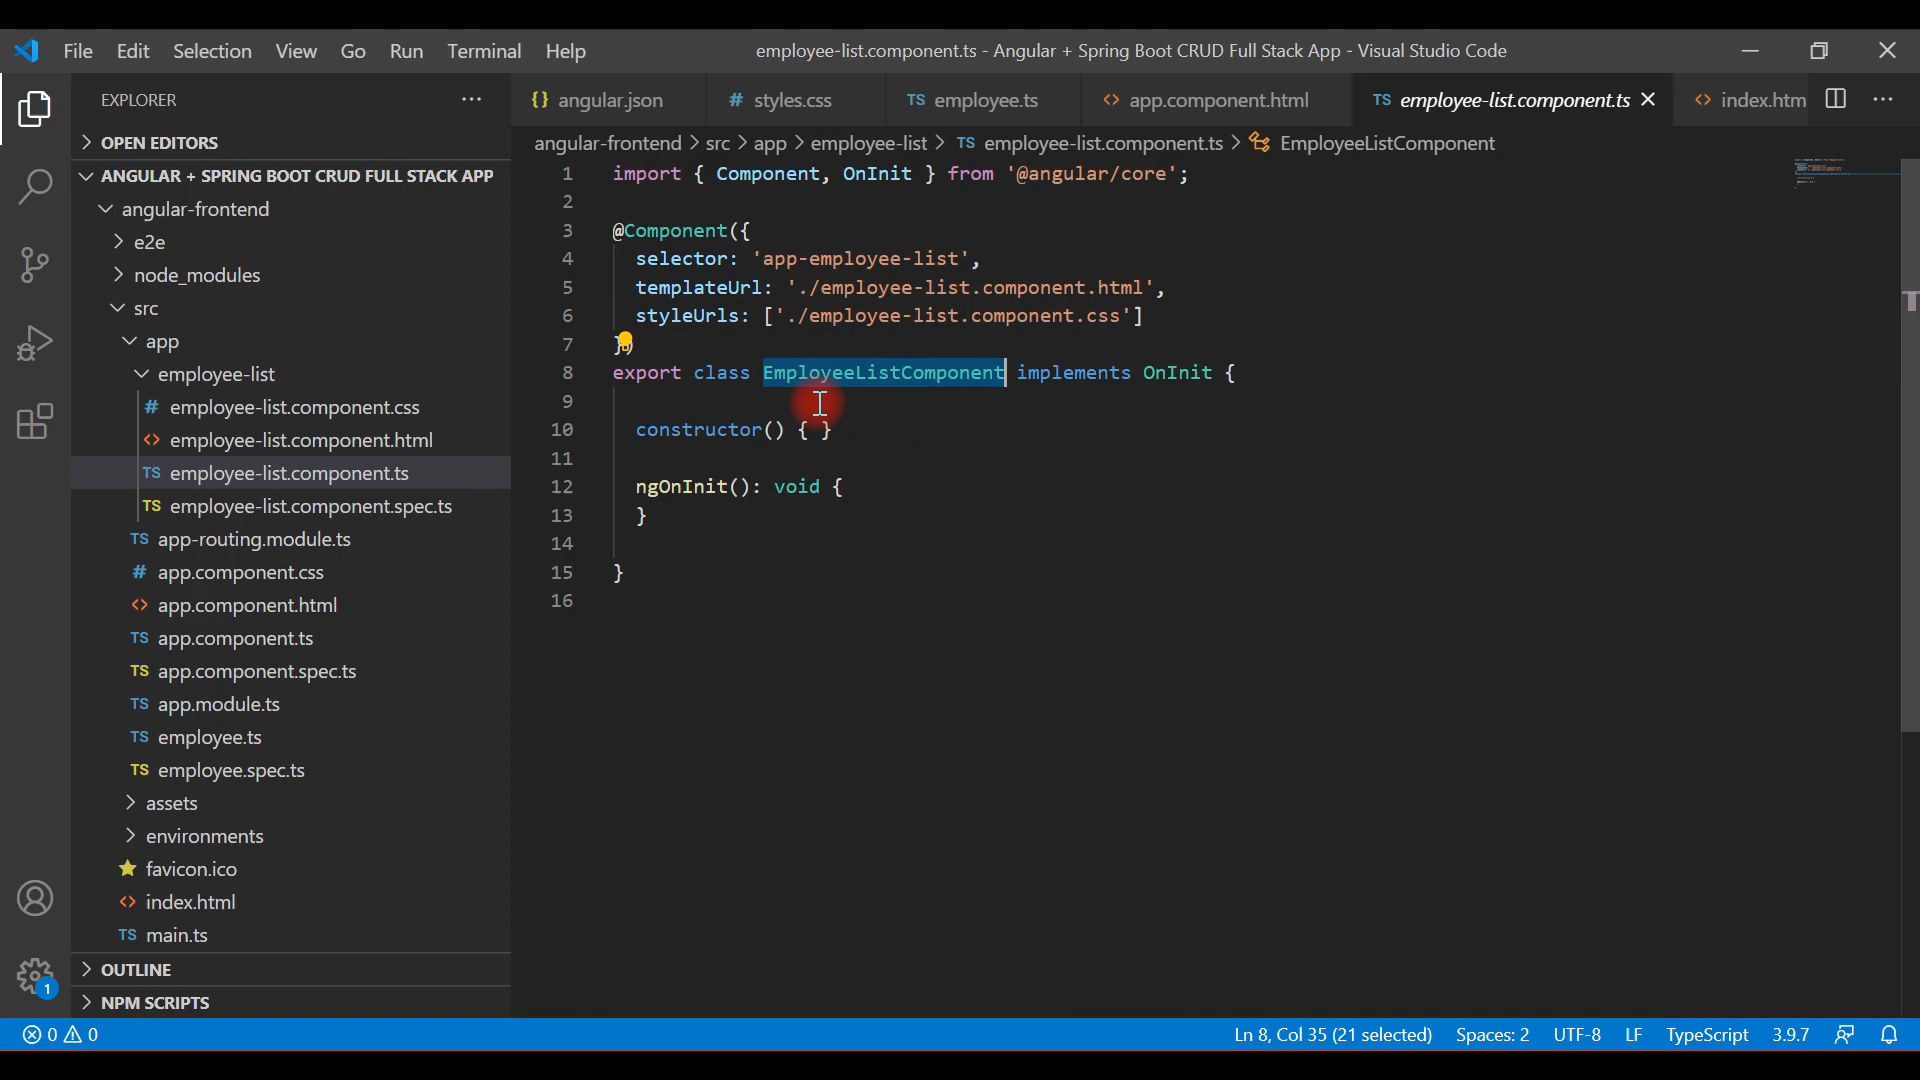 File Edit Selection View Go Run Terminal Help
employee-list.component.ts - Angular + Spring Boot CRUD Full Stack App - Visual Studio Code
EXPLORER
OPEN EDITORS
ANGULAR + SPRING BOOT CRUD FULL STACK APP
angular-frontend
e2e
node_modules
src
app
employee-list
# employee-list.component.css
<> employee-list.component.html
TS employee-list.component.ts
TS employee-list.component.spec.ts
TS app-routing.module.ts
# app.component.css
<> app.component.html
TS app.component.ts
TS app.component.spec.ts
TS app.module.ts
TS employee.ts
TS employee.spec.ts
assets
environments
favicon.ico
<> index.html
TS main.ts
OUTLINE
NPM SCRIPTS
1
{} angular.json # styles.css TS employee.ts <> app.component.html TS employee-list.component.ts <> index.htm
angular-frontend > src > app > employee-list > TS employee-list.component.ts > EmployeeListComponent
1 import { Component, OnInit } from '@angular/core';
2
3 @Component({
4 selector: 'app-employee-list',
5 templateUrl: './employee-list.component.html',
6 styleUrls: ['./employee-list.component.css']
7 })
8 export class EmployeeListComponent implements OnInit {
9
10 constructor() { }
11
12 ngOnInit(): void {
13 }
14
15 }
16
0 0
Ln 8, Col 35 (21 selected) Spaces: 2 UTF-8 LF TypeScript 3.9.7